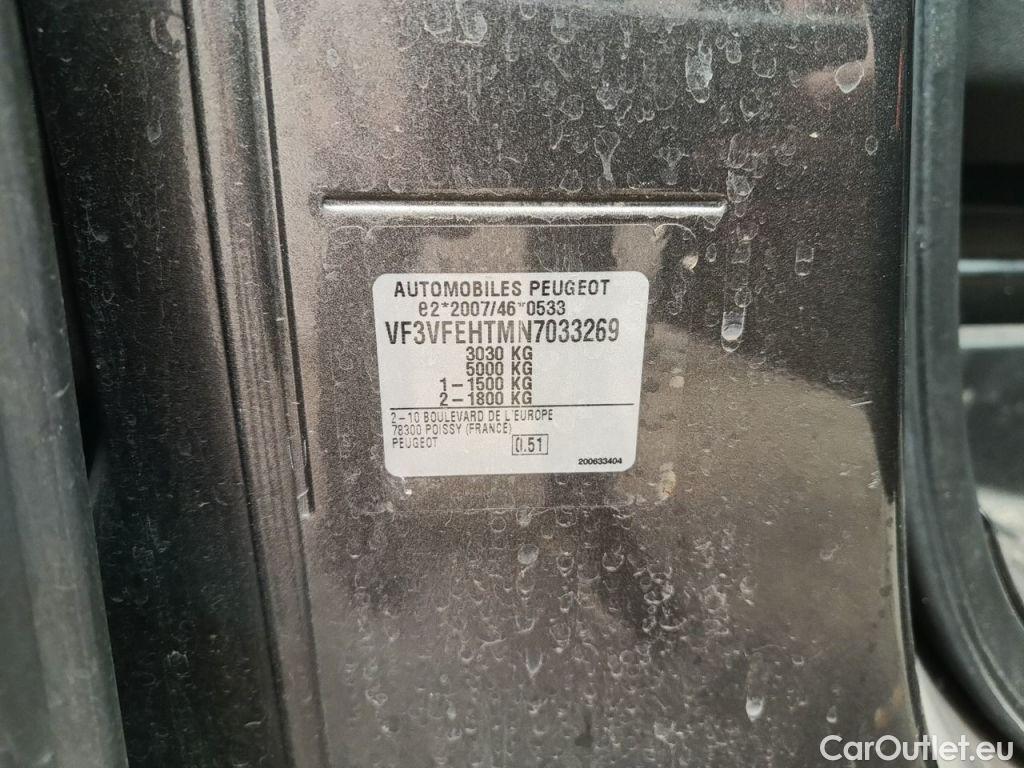 AUTOMOBILES PEUGEOT
e2*2007/46*0533
VF3VFEHTMN7033269
3030 KG
5000 KG
1-1500 KG
2-1800 KG
2-10 BOULEVARD DE L'EUROPE
78300 POISSY (FRANCE)
PEUGEOT 0.51
200633404
CarOutlet.eu